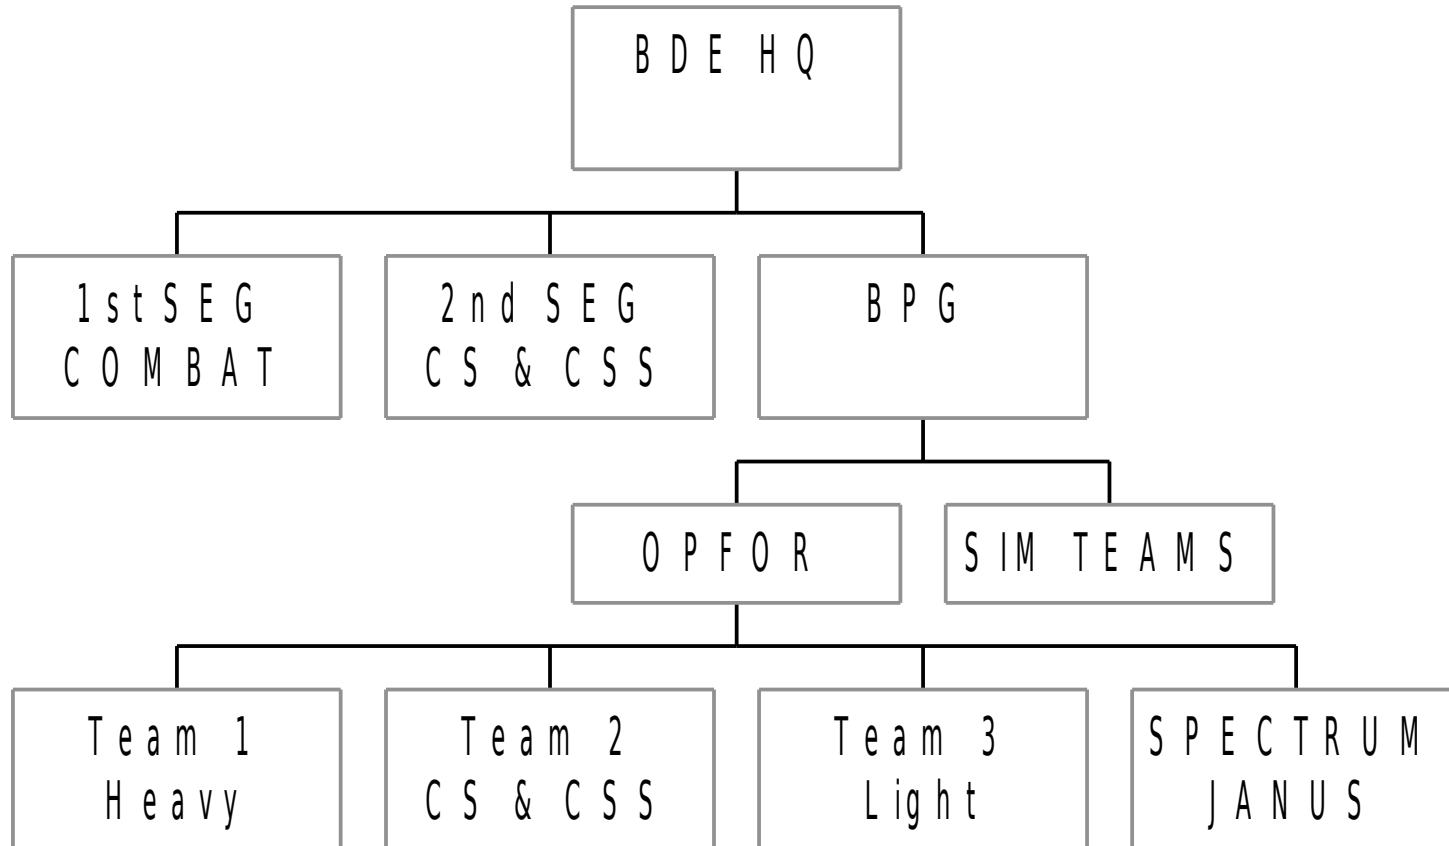 BDE HQ
1st SEG
COMBAT
2nd SEG
CS & CSS
BPG
OPFOR
SIM TEAMS
Team 1
Heavy
Team 2
CS & CSS
Team 3
Light
SPECTRUM
JANUS